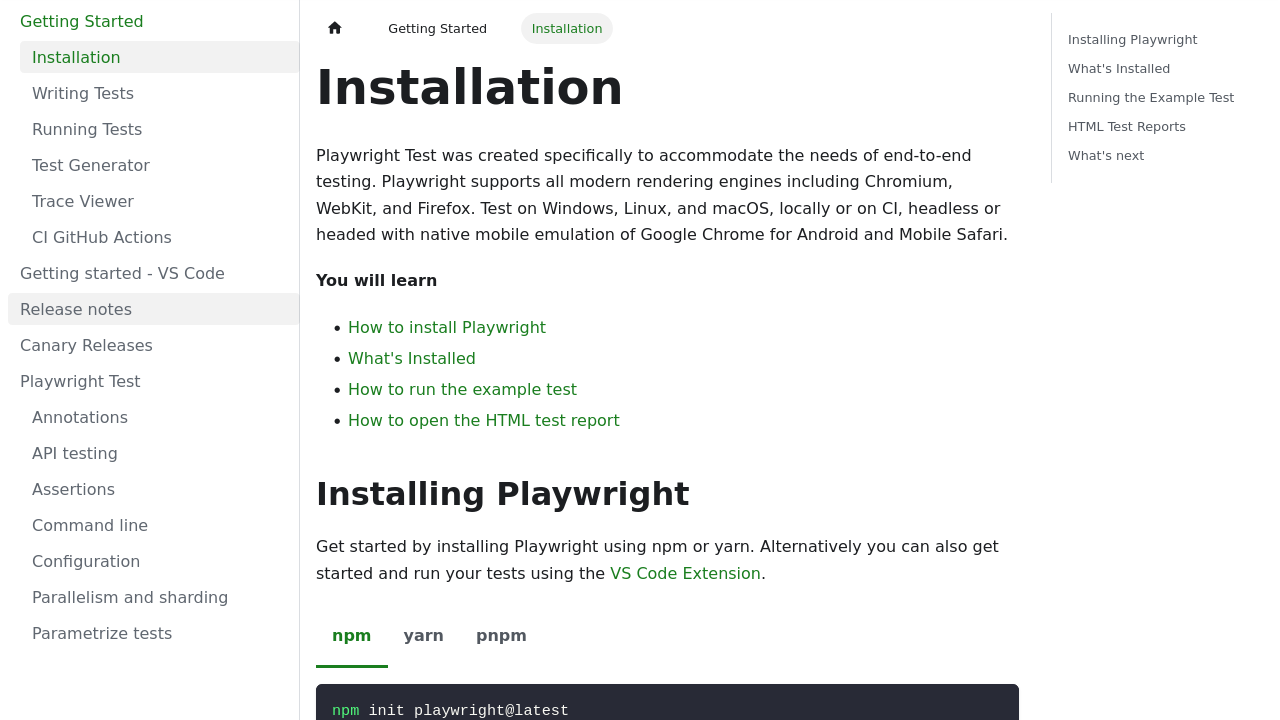 Getting Started
Installation
Writing Tests
Running Tests
Test Generator
Trace Viewer
CI GitHub Actions
Getting started - VS Code
Release notes
Canary Releases
Playwright Test
Annotations
API testing
Assertions
Command line
Configuration
Parallelism and sharding
Parametrize tests
Getting Started
Installation
Installation
Playwright Test was created specifically to accommodate the needs of end-to-end
testing. Playwright supports all modern rendering engines including Chromium,
WebKit, and Firefox. Test on Windows, Linux, and macOS, locally or on CI, headless or
headed with native mobile emulation of Google Chrome for Android and Mobile Safari.
You will learn
• How to install Playwright
• What's Installed
• How to run the example test
• How to open the HTML test report
Installing Playwright
Get started by installing Playwright using npm or yarn. Alternatively you can also get
started and run your tests using the VS Code Extension.
npm yarn pnpm
npm init playwright@latest
Installing Playwright
What's Installed
Running the Example Test
HTML Test Reports
What's next